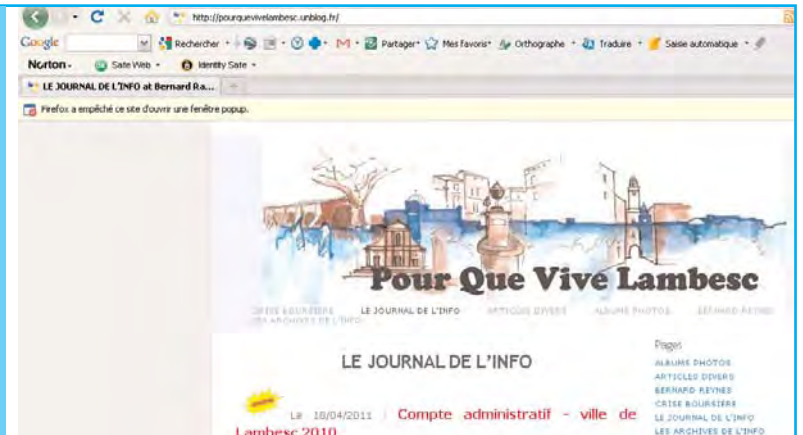 http://pourquevivelambesc.unblog.fr/
Google Rechercher Partager Mes favoris Orthographe Traduire Saisie automatique
Norton Safe Web Identity Safe
LE JOURNAL DE L'INFO at Bernard Ra...
Firefox a empêché ce site d'ouvrir une fenêtre popup.
Pour Que Vive Lambesc
CRISE BOURSIERE LE JOURNAL DE L'INFO ARTICLES DIVERS ALBUMS PHOTOS BERNARD REYNES
LES ARCHIVES DE L'INFO
LE JOURNAL DE L'INFO
Le 18/04/2011 : Compte administratif - ville de
Lambesc 2010
Pages
ALBUMS PHOTOS
ARTICLES DIVERS
BERNARD REYNES
CRISE BOURSIERE
LE JOURNAL DE L'INFO
LES ARCHIVES DE L'INFO